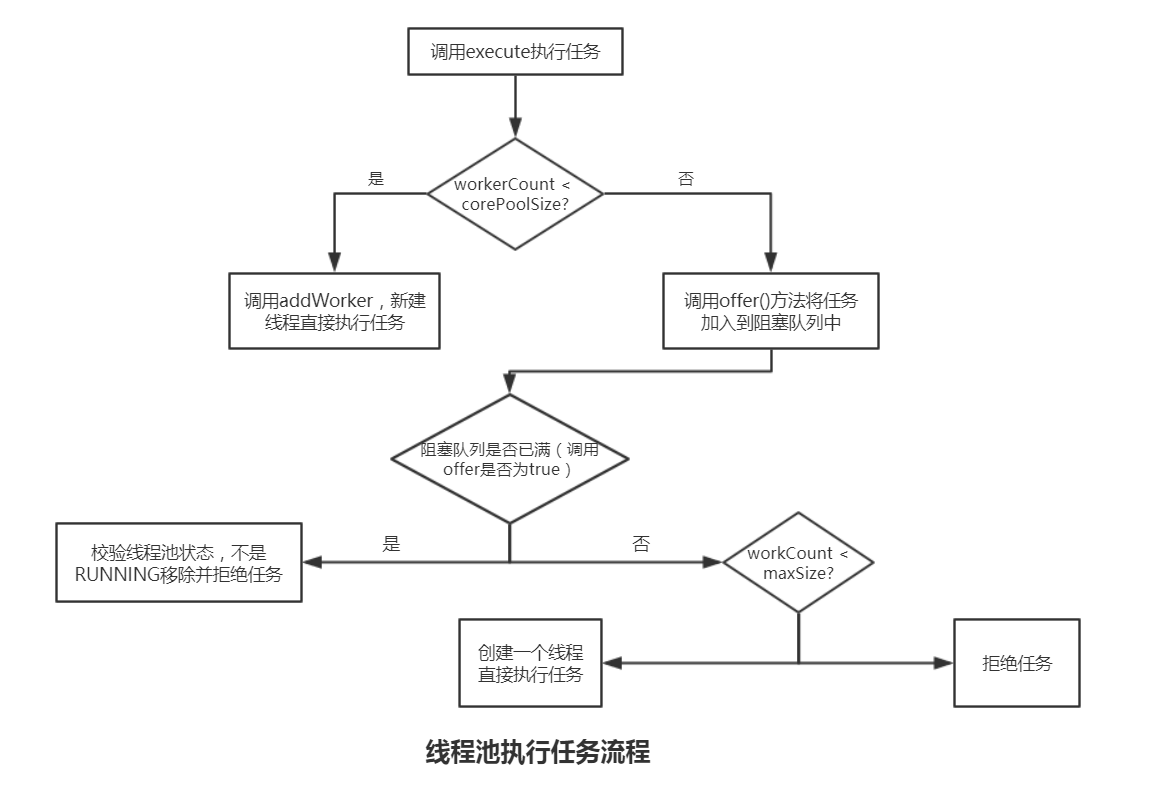 调用execute执行任务
是
否
workerCount <
corePoolSize?
调用addWorker，新建
线程直接执行任务
调用offer()方法将任务
加入到阻塞队列中
阻塞队列是否已满（调用
offer是否为true）
是
否
校验线程池状态，不是
RUNNING移除并拒绝任务
workCount <
maxSize?
创建一个线程
直接执行任务
拒绝任务
线程池执行任务流程